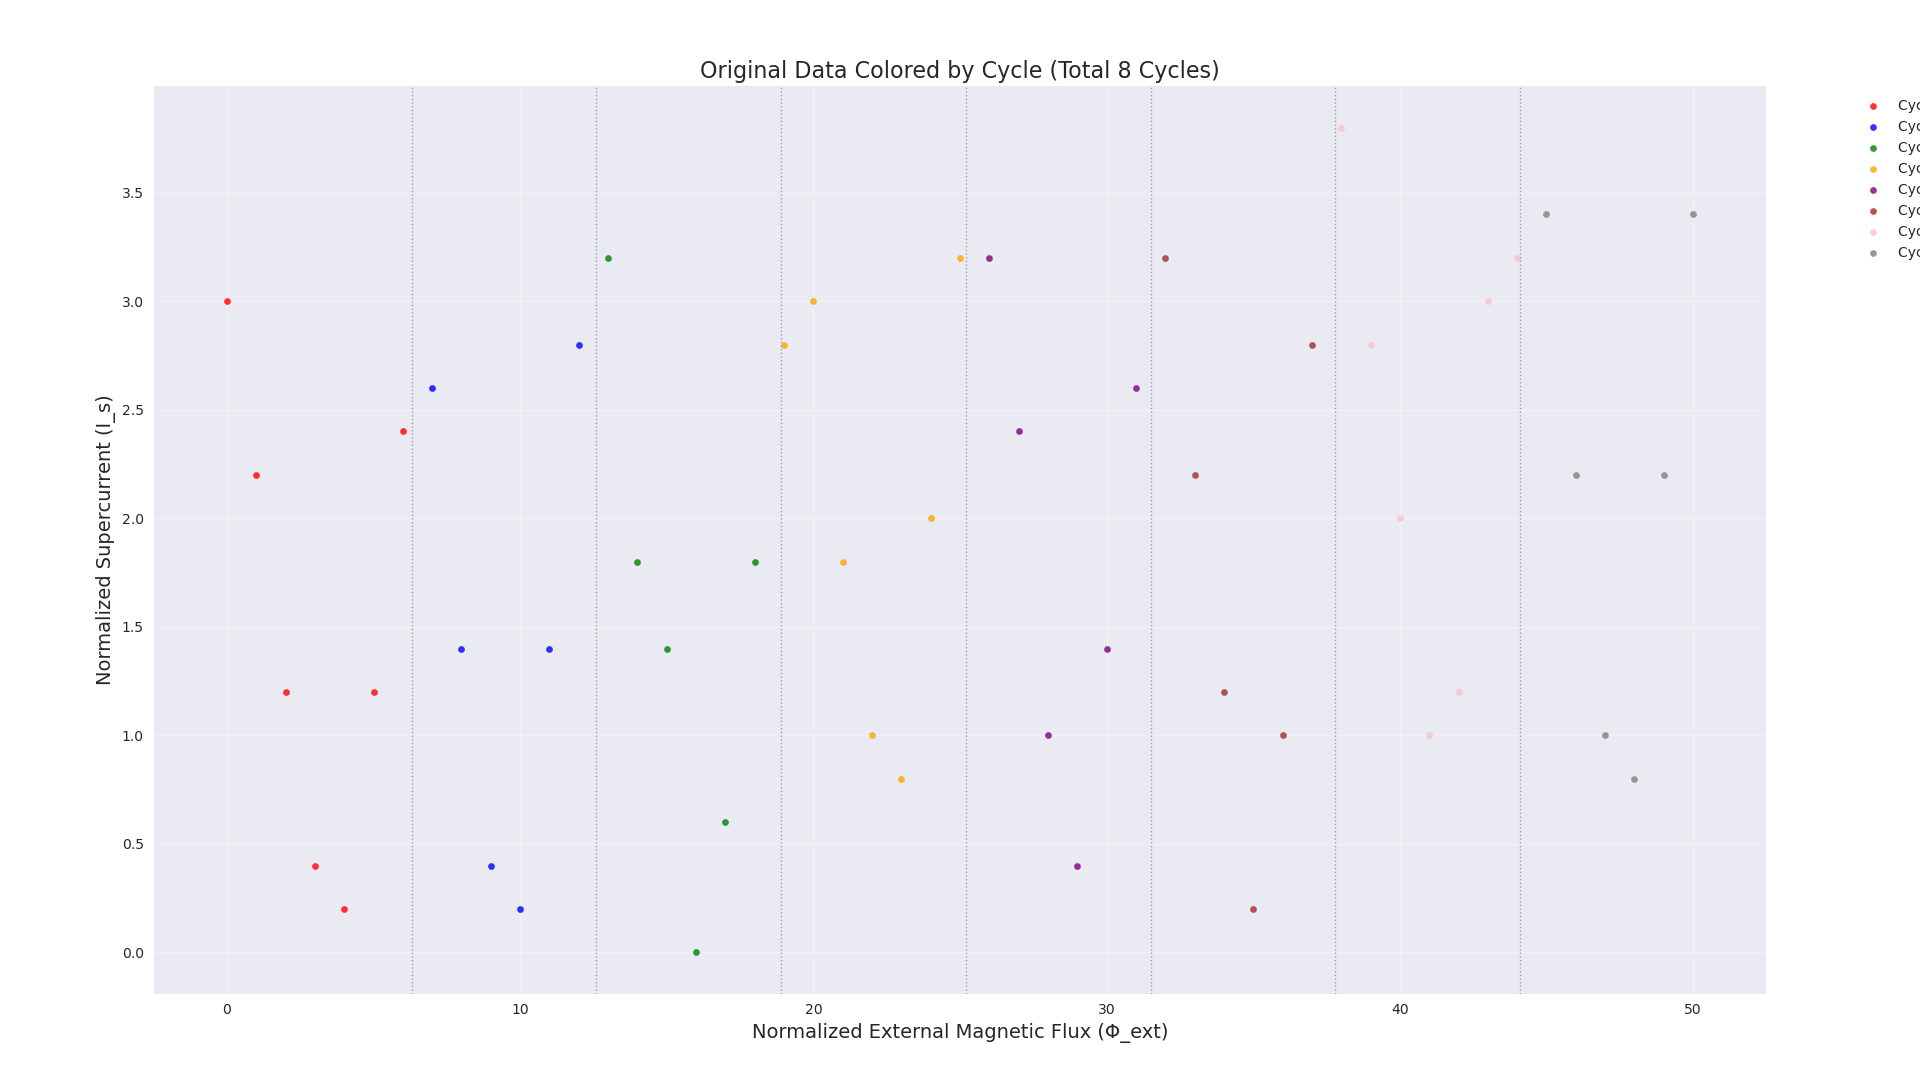 Original Data Colored by Cycle (Total 8 Cycles)
Cyc
Cyc
Cyc
Cyc
Cyc
Cyc
Cyc
Cyc
Normalized Supercurrent (I_s)
3.5
3.0
2.5
2.0
1.5
1.0
0.5
0.0
0 10 20 30 40 50
Normalized External Magnetic Flux (Φ_ext)